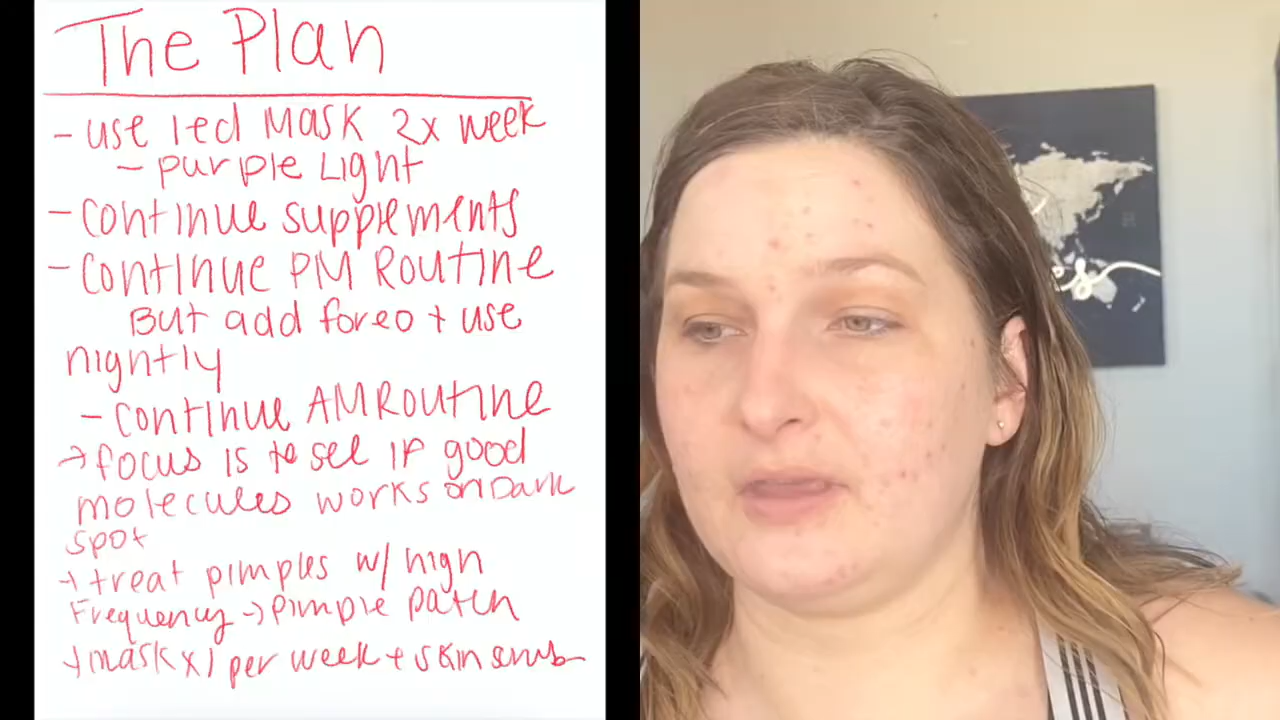 The Plan
- use led mask 2x week
- purple Light
- continue supplements
- continue PM Routine
But add foreo + use
nightly
- continue AM Routine
→ focus is to see if good
molecules works on Dark
spot
→ treat pimples w/ high
Frequency → Pimple patch
→ mask x1 per week + skin scrub